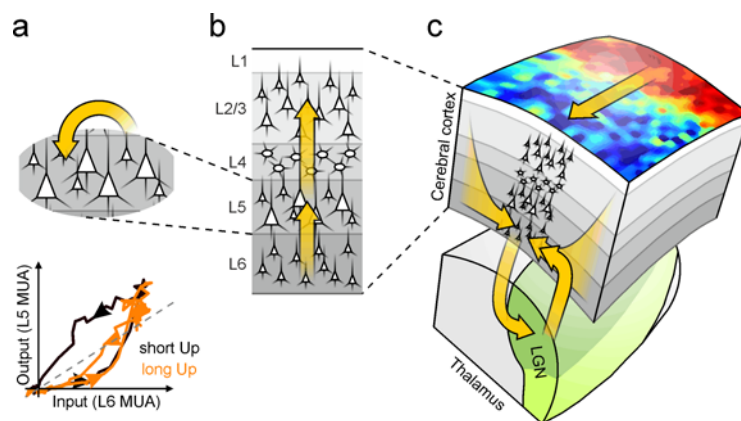 a
b
c
L1
L2/3
L4
L5
L6
Cerebral cortex
LGN
Thalamus
Output (L5 MUA)
short Up
long Up
Input (L6 MUA)